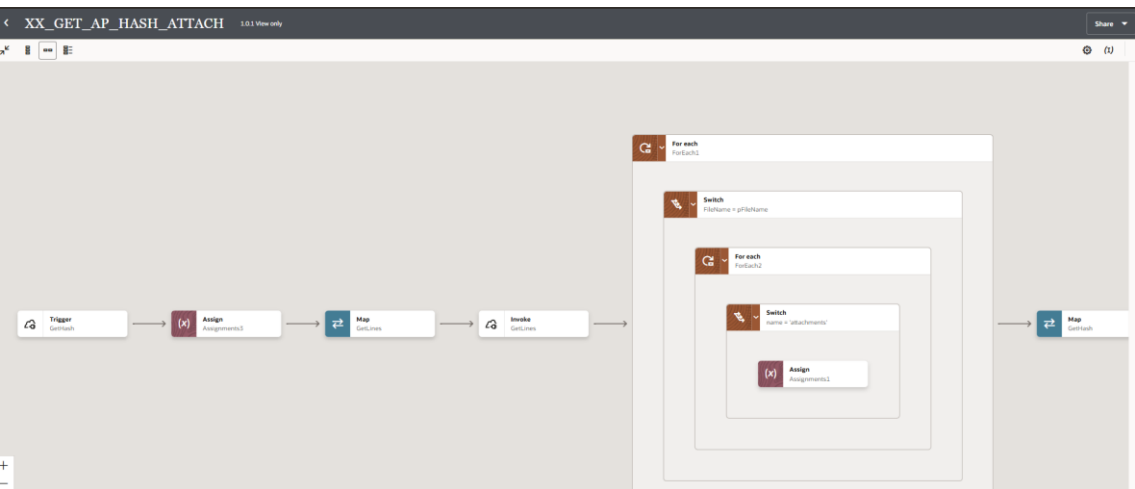 XX_GET_AP_HASH_ATTACH 1.0.1 View only
Share
(1)
For each
ForEach1
Switch
FileName = pFileName
For each
ForEach2
Switch
name = 'attachments'
Trigger
GetHash
Assign
Assignments3
Map
GetLines
Invoke
GetLines
Assign
Assignments1
Map
GetHash